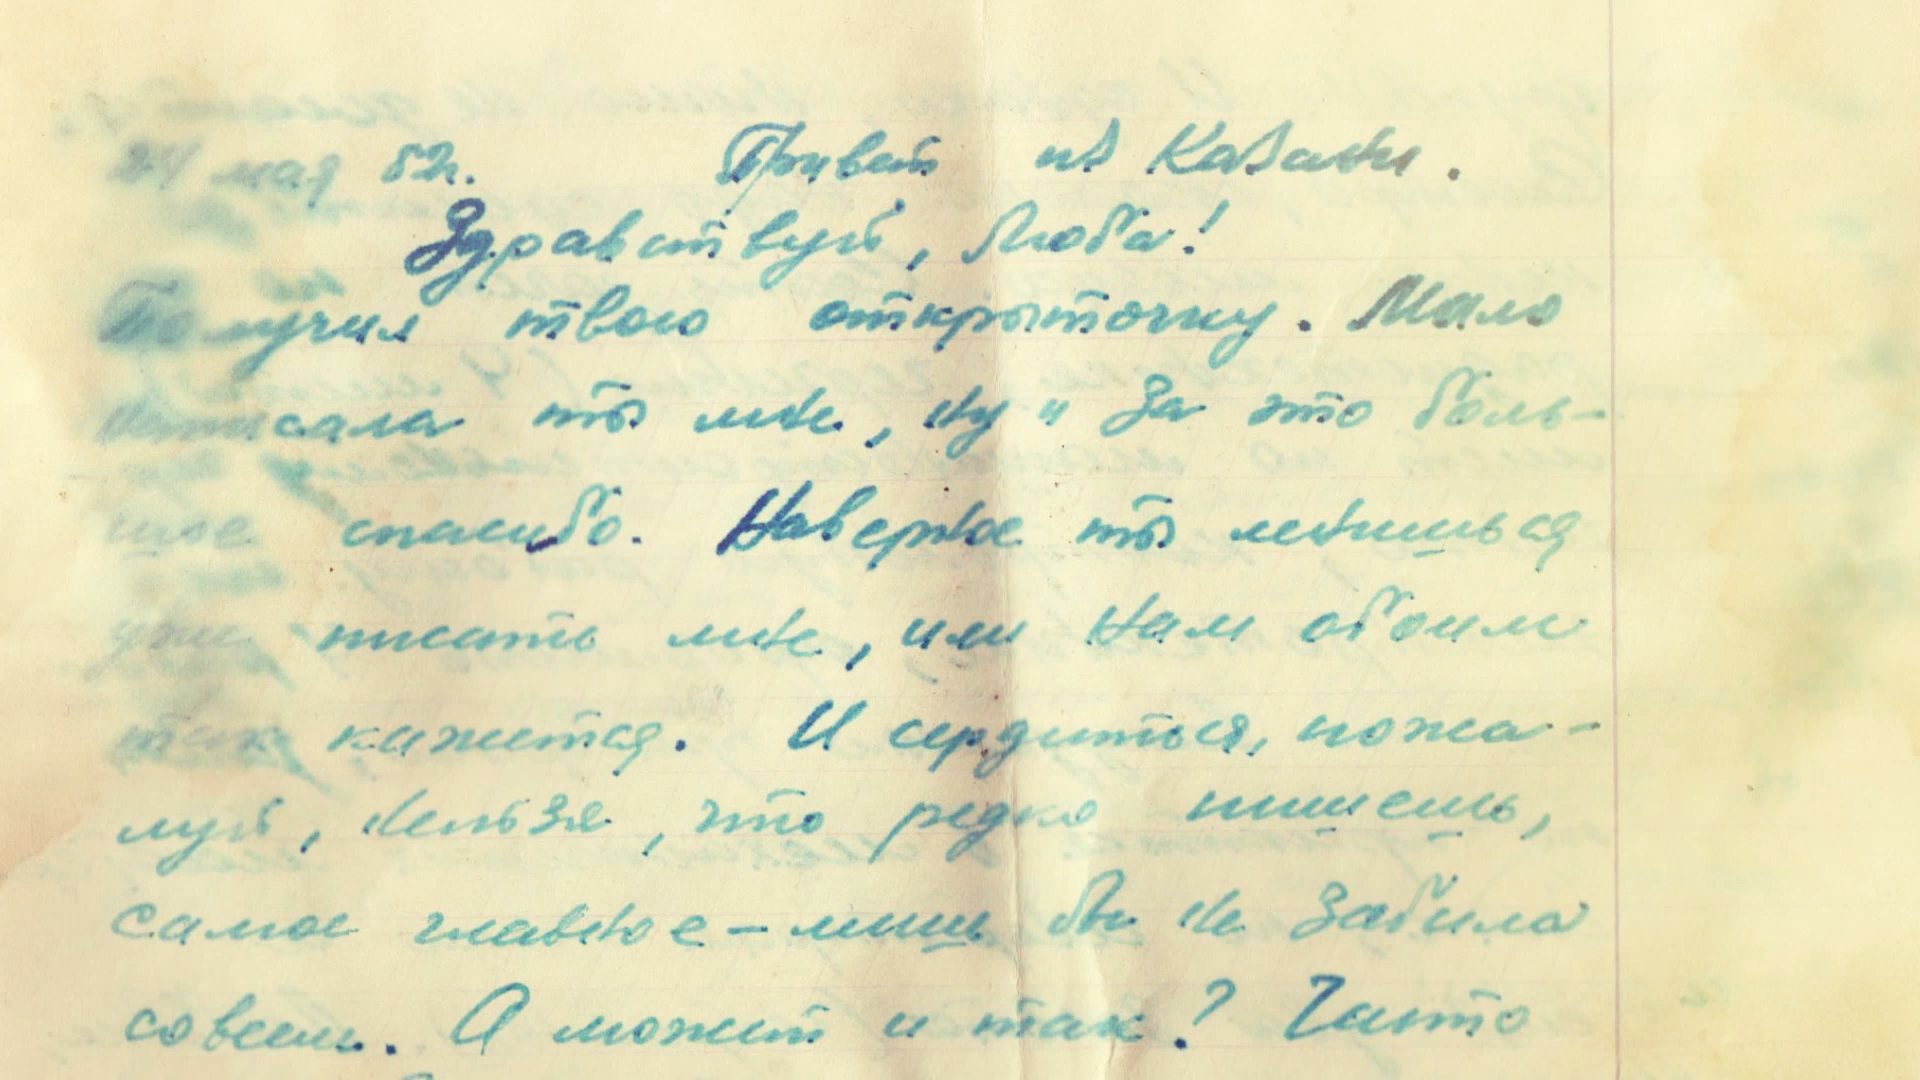 мая 52г. Привет из Казани.
Здравствуй, Люба!
Получил твою открыточку. Мало
написала ты мне, ну и за это боль-
шое спасибо. Наверное ты ленишься
писать мне, или нам обоим
так кажется. И сердиться, пожа-
луй, нельзя, что редко пишешь,
самое главное – лишь бы не забила
совсем. А может и так? Часто